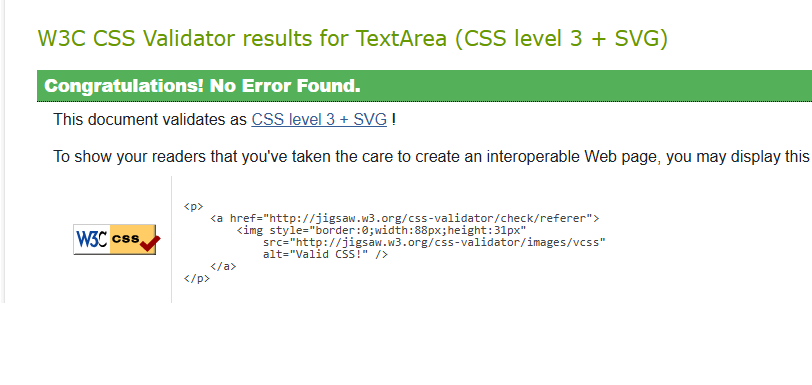 W3C CSS Validator results for TextArea (CSS level 3 + SVG)
Congratulations! No Error Found.
This document validates as CSS level 3 + SVG !
To show your readers that you've taken the care to create an interoperable Web page, you may display this
<p>
<a href="http://jigsaw.w3.org/css-validator/check/referer">
<img style="border:0;width:88px;height:31px"
src="http://jigsaw.w3.org/css-validator/images/vcss"
alt="Valid CSS!" />
</a>
</p>
W3C css